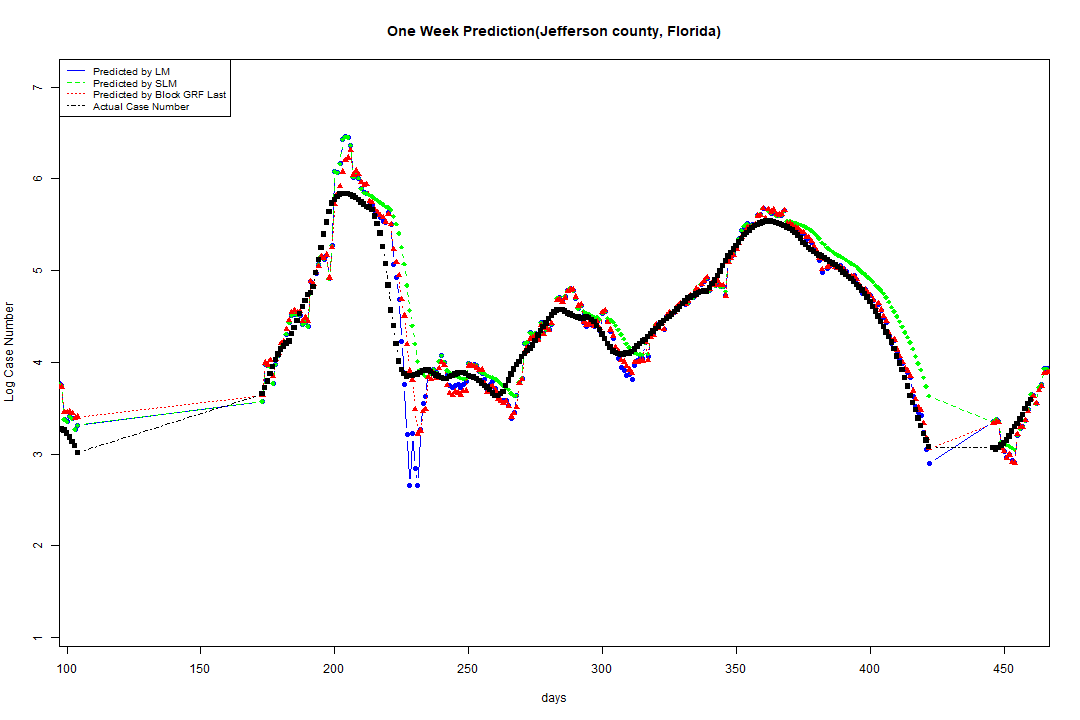 One Week Prediction(Jefferson county, Florida)
Predicted by LM
Predicted by SLM
Predicted by Block GRF Last
Actual Case Number
Log Case Number
7
6
5
4
3
2
1
100 150 200 250 300 350 400 450
days